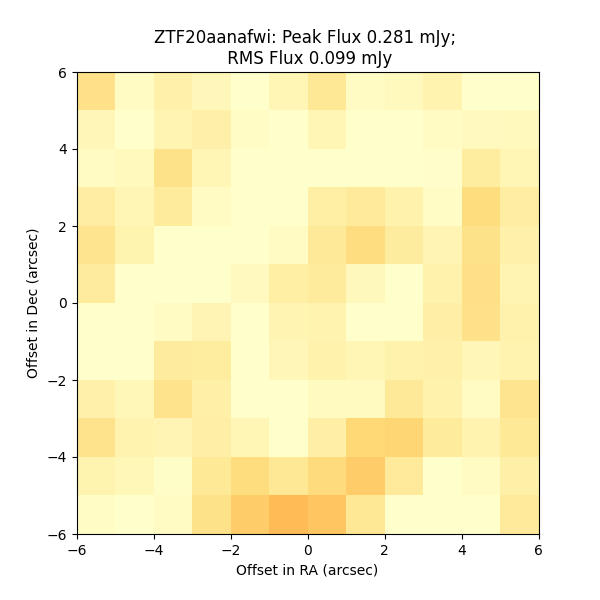 ZTF20aanafwi: Peak Flux 0.281 mJy;
RMS Flux 0.099 mJy
6
4
2
0
−2
−4
−6
Offset in Dec (arcsec)
−6 −4 −2 0 2 4 6
Offset in RA (arcsec)